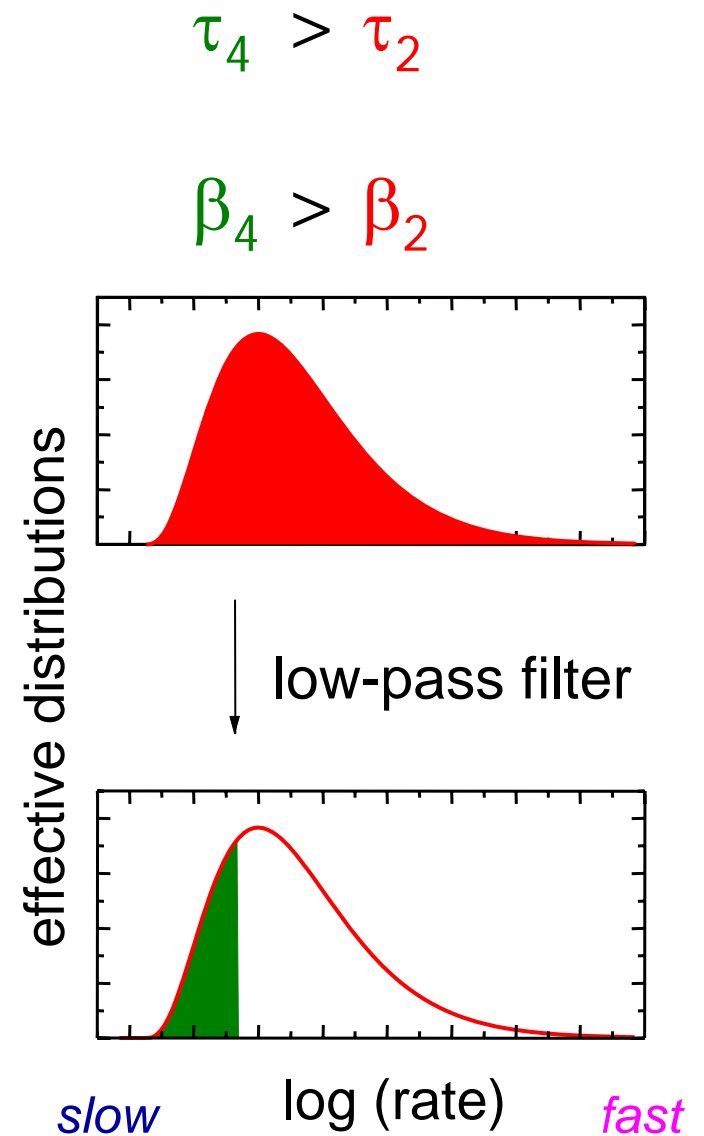 τ₄ > τ₂
β₄ > β₂
effective distributions
low-pass filter
slow
log (rate)
fast